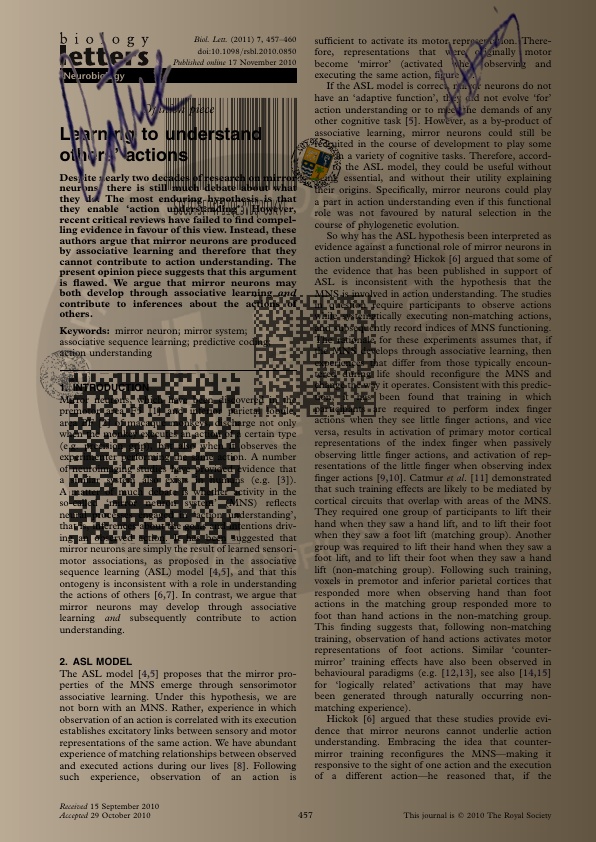 biology
letters
Neurobiology
Biol. Lett. (2011) 7, 457–460
doi:10.1098/rsbl.2010.0850
Published online 17 November 2010
Opinion piece
Learning to understand
others' actions
Despite nearly two decades of research on mirror
neurons, there is still much debate about what
they do. The most enduring hypothesis is that
they enable 'action understanding'. However,
recent critical reviews have failed to find compel-
ling evidence in favour of this view. Instead, these
authors argue that mirror neurons are produced
by associative learning and therefore that they
cannot contribute to action understanding. The
present opinion piece suggests that this argument
is flawed. We argue that mirror neurons may
both develop through associative learning and
contribute to inferences about the actions of
others.
Keywords: mirror neuron; mirror system;
associative sequence learning; predictive coding;
action understanding
1. INTRODUCTION
Mirror neurons, which have been discovered in the
premotor area and inferior parietal
discharge not only
when the monkey executes an action of a certain type
(e.g. when it observes the
experimenter performing the same action. A number
of neuroimaging studies have provided evidence that
a (e.g. [3]).
A matter of much debate is whether activity in the
so-called 'mirror neuron system' (MNS) reflects
understanding',
that is, inferences about the intentions driv-
ing an observed action. It has been suggested that
mirror neurons are simply the result of learned sensori-
motor associations, as proposed in the associative
sequence learning (ASL) model [4,5], and that this
ontogeny is inconsistent with a role in understanding
the actions of others [6,7]. In contrast, we argue that
mirror neurons may develop through associative
learning and subsequently contribute to action
understanding.
2. ASL MODEL
The ASL model [4,5] proposes that the mirror pro-
perties of the MNS emerge through sensorimotor
associative learning. Under this hypothesis, we are
not born with an MNS. Rather, experience in which
observation of an action is correlated with its execution
establishes excitatory links between sensory and motor
representations of the same action. We have abundant
experience of matching relationships between observed
and executed actions during our lives [8]. Following
such experience, observation of an action is
Received 15 September 2010
Accepted 29 October 2010
sufficient to activate its motor representation. There-
fore, representations that were originally motor
become 'mirror' (activated when observing and
executing the same action, figure
If the ASL model is correct, mirror neurons do not
have an 'adaptive function', they did not evolve 'for'
action understanding or to meet the demands of any
other cognitive task [5]. However, as a by-product of
associative learning, mirror neurons could still be
recruited in the course of development to play some
in a variety of cognitive tasks. Therefore, accord-
to the ASL model, they could be useful without
being essential, and without their utility explaining
their origins. Specifically, mirror neurons could play
a part in action understanding even if this functional
role was not favoured by natural selection in the
course of phylogenetic evolution.
So why has the ASL hypothesis been interpreted as
evidence against a functional role of mirror neurons in
action understanding? Hickok [6] argued that some of
the evidence that has been published in support of
ASL is inconsistent with the hypothesis that the
MNS is involved in action understanding. The studies
in question require participants to observe actions
while systematically executing non-matching actions,
and subsequently record indices of MNS functioning.
The rationale for these experiments assumes that, if
the MNS develops through associative learning, then
experiences that differ from those typically encoun-
tered during life should reconfigure the MNS and-
change the way it operates. Consistent with this predic-
tion, it has been found that training in which
participants are required to perform index finger
actions when they see little finger actions, and vice
versa, results in activation of primary motor cortical
representations of the index finger when passively
observing little finger actions, and activation of rep-
resentations of the little finger when observing index
finger actions [9,10]. Catmur et al. [11] demonstrated
that such training effects are likely to be mediated by
cortical circuits that overlap with areas of the MNS.
They required one group of participants to lift their
hand when they saw a hand lift, and to lift their foot
when they saw a foot lift (matching group). Another
group was required to lift their hand when they saw a
foot lift, and to lift their foot when they saw a hand
lift (non-matching group). Following such training,
voxels in premotor and inferior parietal cortices that
responded more when observing hand than foot
actions in the matching group responded more to
foot than hand actions in the non-matching group.
This finding suggests that, following non-matching
training, observation of hand actions activates motor
representations of foot actions. Similar 'counter-
mirror' training effects have also been observed in
behavioural paradigms (e.g. [12,13], see also [14,15]
for 'logically related' activations that may have
been generated through naturally occurring non-
matching experience).
Hickok [6] argued that these studies provide evi-
dence that mirror neurons cannot underlie action
understanding. Embracing the idea that counter-
mirror training reconfigures the MNS—making it
responsive to the sight of one action and the execution
of a different action—he reasoned that, if the
457
This journal is © 2010 The Royal Society